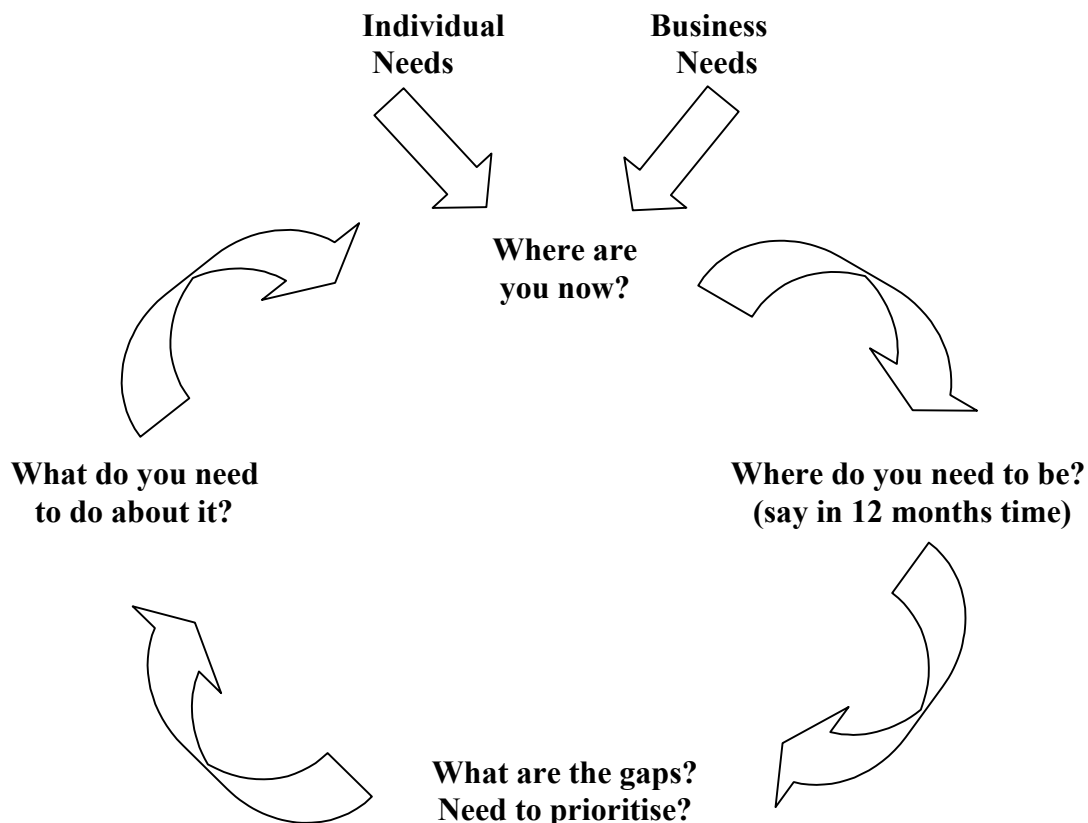 Individual
Needs
Business
Needs
Where are
you now?
Where do you need to be?
(say in 12 months time)
What are the gaps?
Need to prioritise?
What do you need
to do about it?